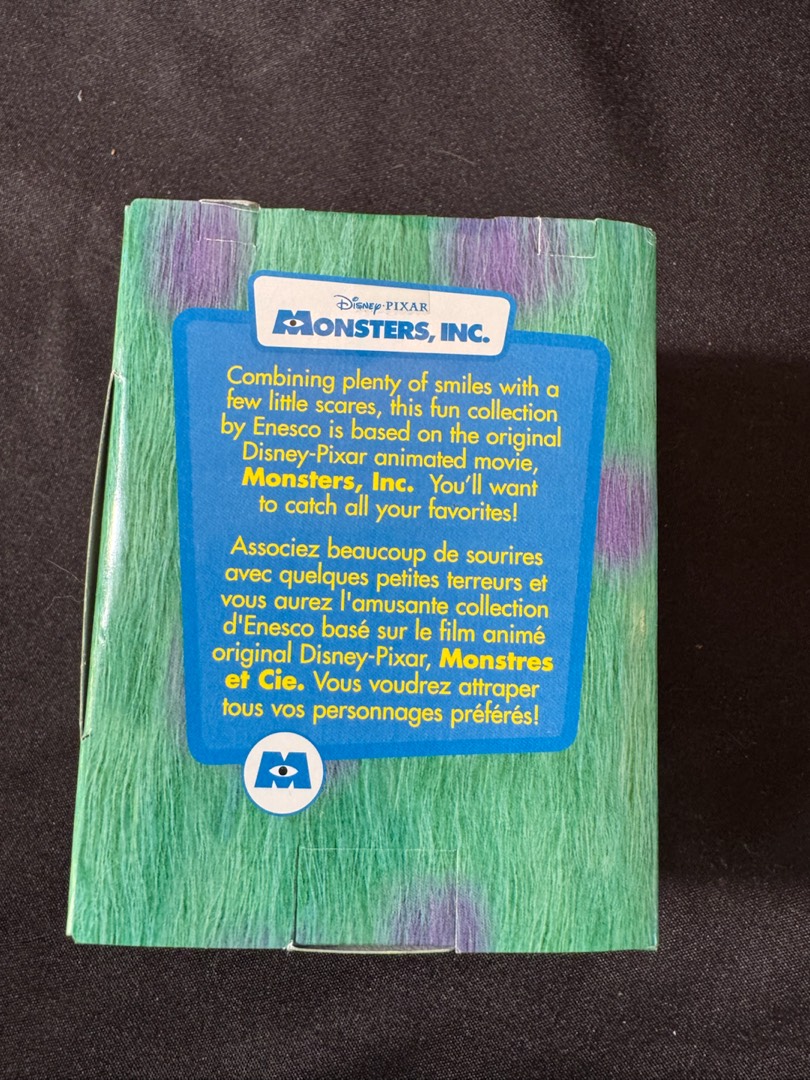 Disney·PIXAR
MONSTERS, INC.
Combining plenty of smiles with a
few little scares, this fun collection
by Enesco is based on the original
Disney-Pixar animated movie,
Monsters, Inc. You'll want
to catch all your favorites!
Associez beaucoup de sourires
avec quelques petites terreurs et
vous aurez l'amusante collection
d'Enesco basé sur le film animé
original Disney-Pixar, Monstres
et Cie. Vous voudrez attraper
tous vos personnages préférés!
M